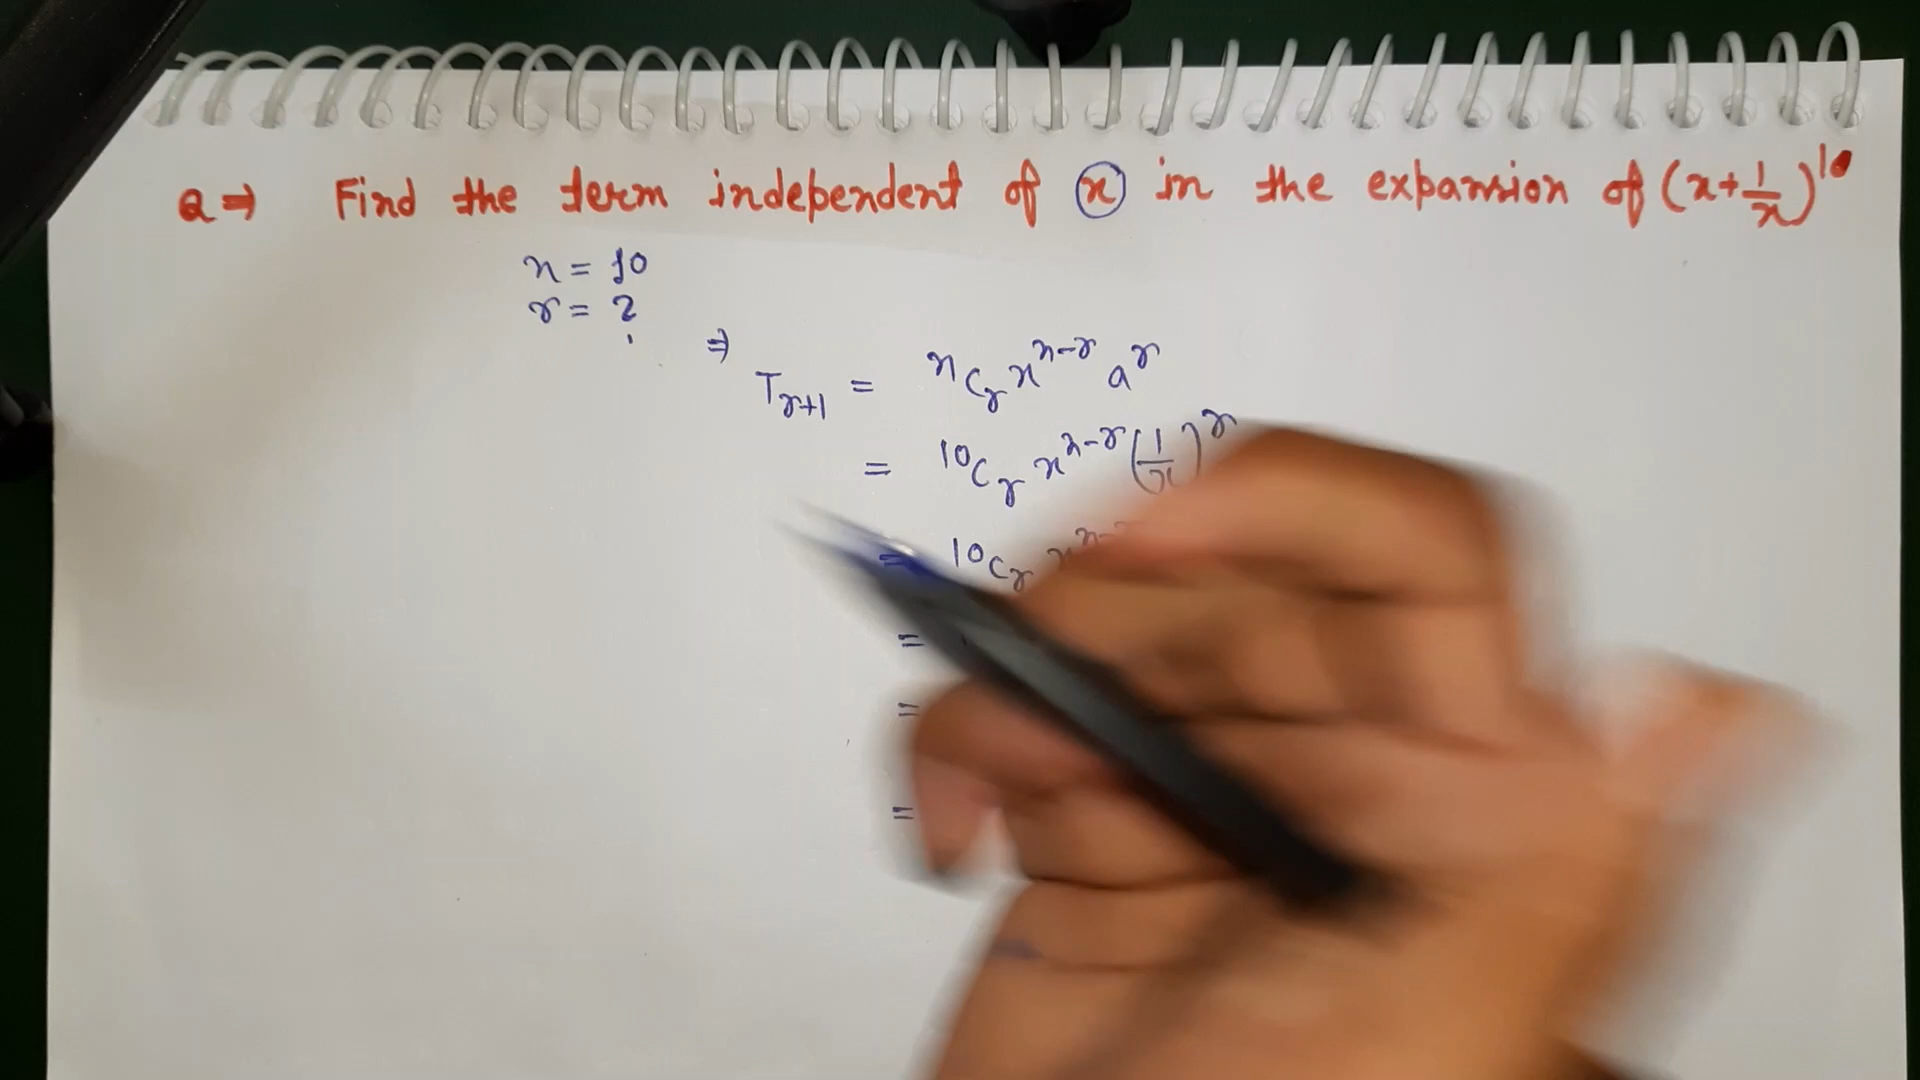 Q ⇒ Find the term independent of x in the expansion of (x + 1/x)^10
n = 10
r = ?
⇒
T_{r+1} = ^nC_r x^{n-r} a^r
= ^10C_r x^{n-r} (1/x)^r
= ^10C_r
=
=
=